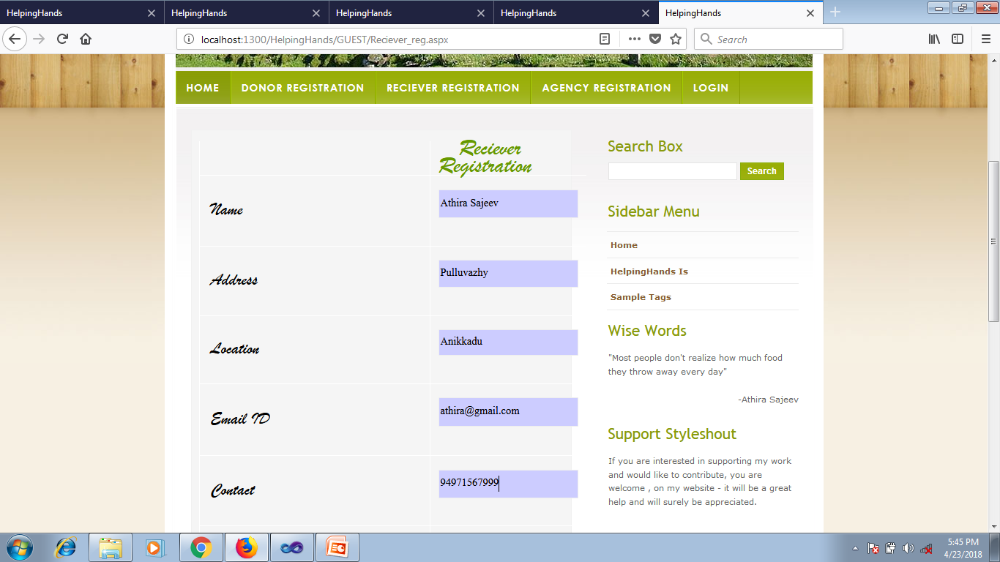 HelpingHands HelpingHands HelpingHands HelpingHands HelpingHands
localhost:1300/HelpingHands/GUEST/Reciever_reg.aspx
Search
HOME DONOR REGISTRATION RECIEVER REGISTRATION AGENCY REGISTRATION LOGIN
Reciever
Registration
Name Athira Sajeev
Address Pulluvazhy
Location Anikkadu
Email ID athira@gmail.com
Contact 94971567999
Search Box
Search
Sidebar Menu
Home
HelpingHands Is
Sample Tags
Wise Words
"Most people don't realize how much food
they throw away every day"
-Athira Sajeev
Support Styleshout
If you are interested in supporting my work
and would like to contribute, you are
welcome , on my website - it will be a great
help and will surely be appreciated.
5:45 PM
4/23/2018